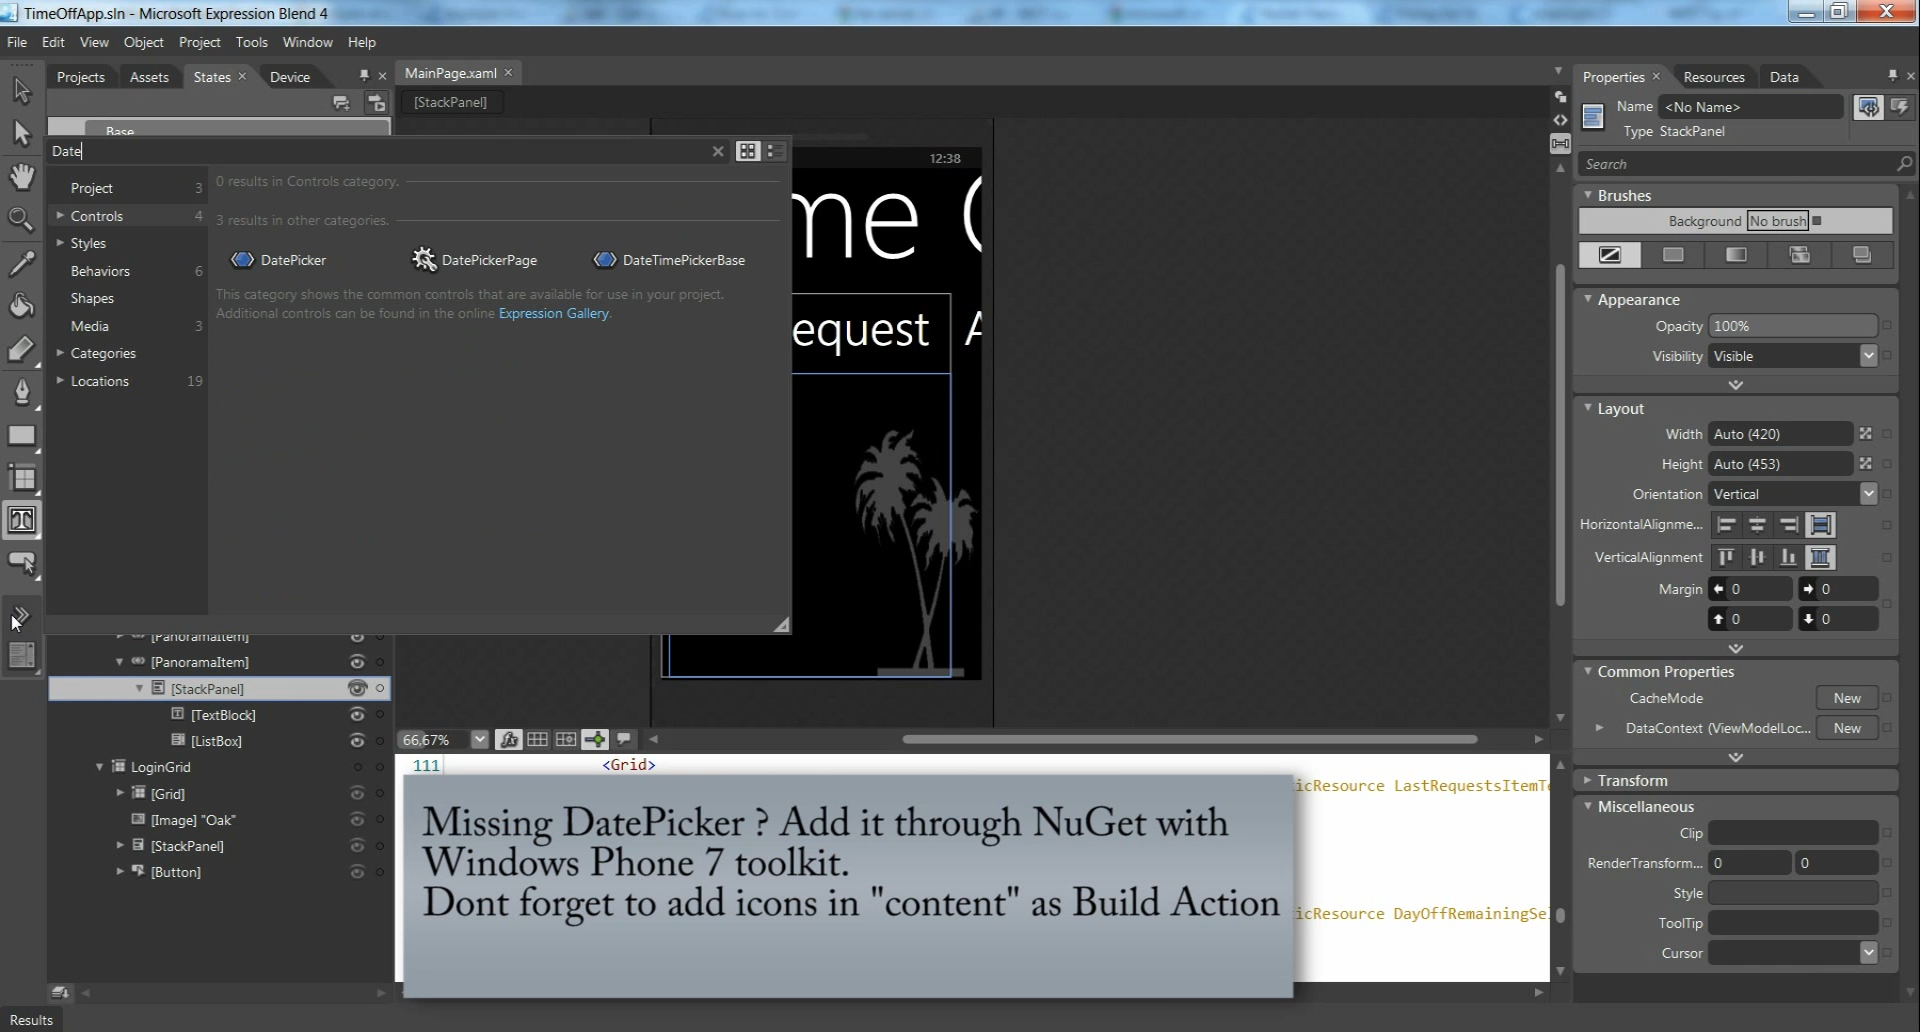 TimeOffApp.sln - Microsoft Expression Blend 4
File Edit View Object Project Tools Window Help
Projects Assets States Device
MainPage.xaml
[StackPanel]
Base
Date
Project 3
Controls 4
Styles
Behaviors 6
Shapes
Media 3
Categories
Locations 19
0 results in Controls category.
3 results in other categories.
DatePicker DatePickerPage DateTimePickerBase
This category shows the common controls that are available for use in your project.
Additional controls can be found in the online Expression Gallery.
12:38
me
equest A
[PanoramaItem]
[PanoramaItem]
[StackPanel]
[TextBlock]
[ListBox]
LoginGrid
[Grid]
[Image] "Oak"
[StackPanel]
[Button]
66,67%
111 <Grid>
icResource LastRequestsItemTe
icResource DayOffRemainingSe
Missing DatePicker ? Add it through NuGet with
Windows Phone 7 toolkit.
Dont forget to add icons in "content" as Build Action
Properties Resources Data
Name <No Name>
Type StackPanel
Search
Brushes
Background No brush
Appearance
Opacity 100%
Visibility Visible
Layout
Width Auto (420)
Height Auto (453)
Orientation Vertical
HorizontalAlignme...
VerticalAlignment
Margin 0 0
0 0
Common Properties
CacheMode New
DataContext (ViewModelLoc... New
Transform
Miscellaneous
Clip
RenderTransform... 0 0
Style
ToolTip
Cursor
Results